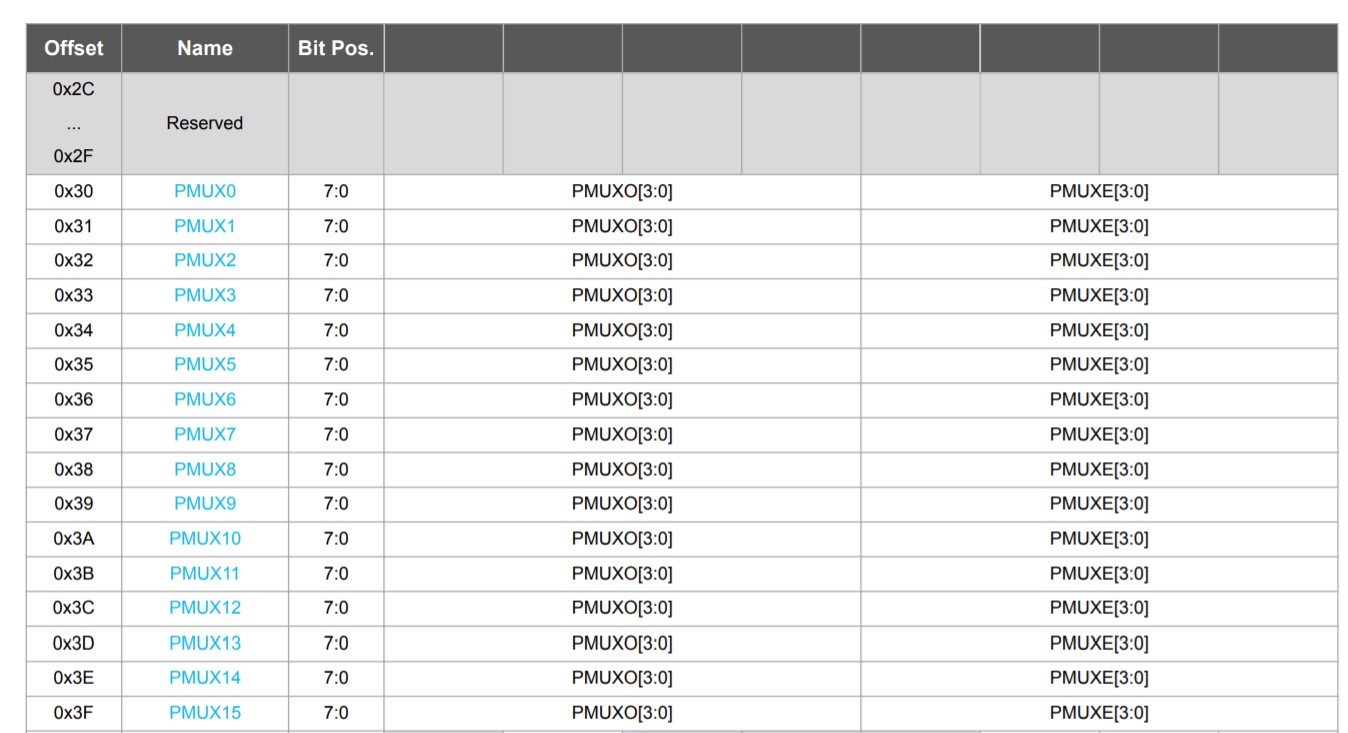 Offset Name Bit Pos.
0x2C
...
Reserved
0x2F
0x30 PMUX0 7:0 PMUXO[3:0] PMUXE[3:0]
0x31 PMUX1 7:0 PMUXO[3:0] PMUXE[3:0]
0x32 PMUX2 7:0 PMUXO[3:0] PMUXE[3:0]
0x33 PMUX3 7:0 PMUXO[3:0] PMUXE[3:0]
0x34 PMUX4 7:0 PMUXO[3:0] PMUXE[3:0]
0x35 PMUX5 7:0 PMUXO[3:0] PMUXE[3:0]
0x36 PMUX6 7:0 PMUXO[3:0] PMUXE[3:0]
0x37 PMUX7 7:0 PMUXO[3:0] PMUXE[3:0]
0x38 PMUX8 7:0 PMUXO[3:0] PMUXE[3:0]
0x39 PMUX9 7:0 PMUXO[3:0] PMUXE[3:0]
0x3A PMUX10 7:0 PMUXO[3:0] PMUXE[3:0]
0x3B PMUX11 7:0 PMUXO[3:0] PMUXE[3:0]
0x3C PMUX12 7:0 PMUXO[3:0] PMUXE[3:0]
0x3D PMUX13 7:0 PMUXO[3:0] PMUXE[3:0]
0x3E PMUX14 7:0 PMUXO[3:0] PMUXE[3:0]
0x3F PMUX15 7:0 PMUXO[3:0] PMUXE[3:0]